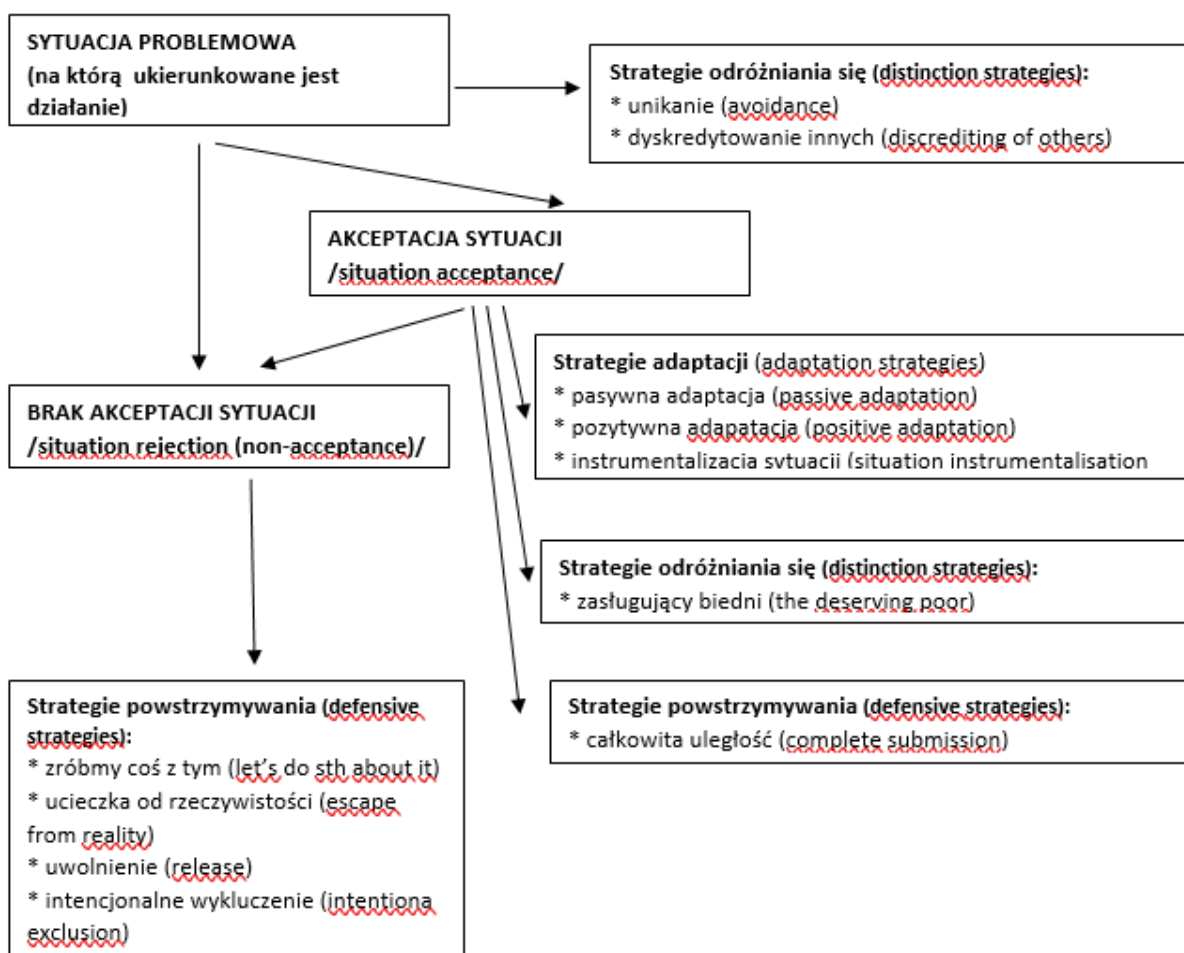 SYTUACJA PROBLEMOWA
(na którą ukierunkowane jest
działanie)
Strategie odróżniania się (distinction strategies):
* unikanie (avoidance)
* dyskredytowanie innych (discrediting of others)
AKCEPTACJA SYTUACJI
/situation acceptance/
Strategie adaptacji (adaptation strategies)
* pasywna adaptacja (passive adaptation)
* pozytywna adapatacja (positive adaptation)
* instrumentalizacja sytuacji (situation instrumentalisation
BRAK AKCEPTACJI SYTUACJI
/situation rejection (non-acceptance)/
Strategie odróżniania się (distinction strategies):
* zasługujący biedni (the deserving poor)
Strategie powstrzymywania (defensive strategies):
* całkowita uległość (complete submission)
Strategie powstrzymywania (defensive
strategies):
* zróbmy coś z tym (let's do sth about it)
* ucieczka od rzeczywistości (escape
from reality)
* uwolnienie (release)
* intencjonalne wykluczenie (intentiona
exclusion)